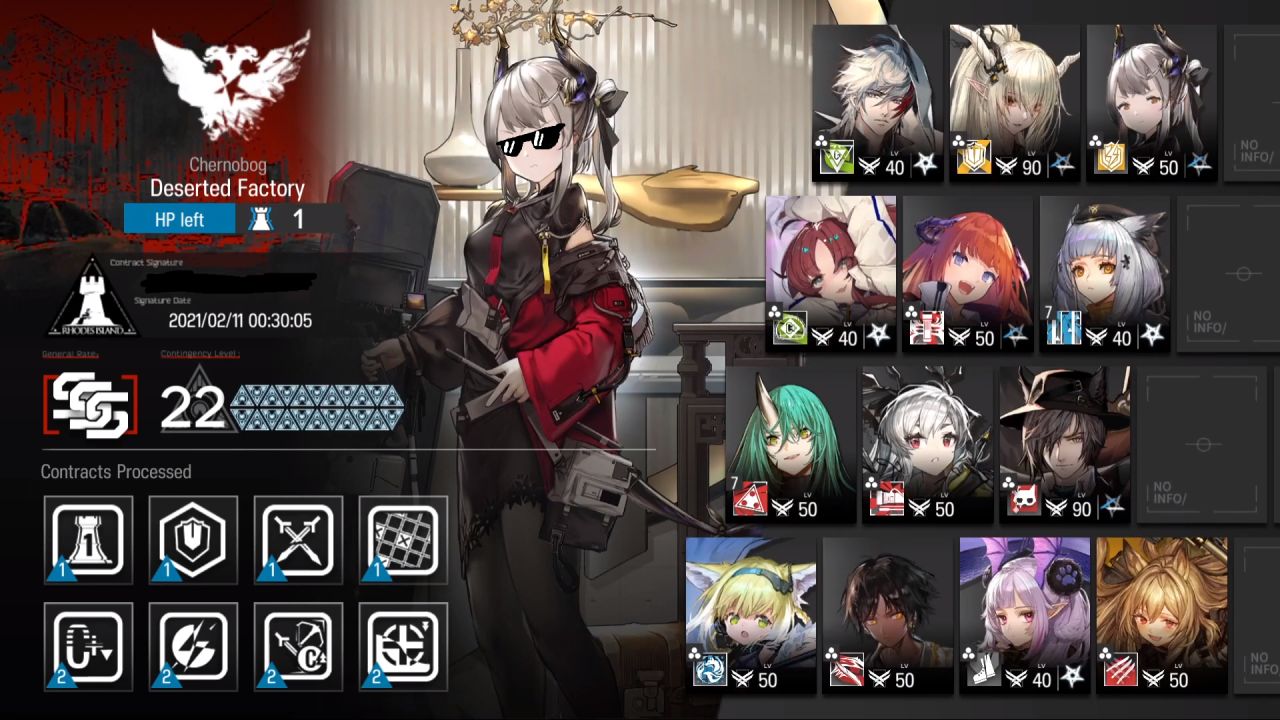 Chernobog
Deserted Factory
HP left 1
Contract Signature
Signature Date
2021/02/11 00:30:05
RHODES ISLAND
General Rate:
Contingency Level:
SSS
22
Contracts Processed
1
1
1
1
1
2
2
2
2
LV
40
LV
90
LV
50
NO
INFO/
LV
40
LV
50
7
LV
40
NO
INFO/
7
LV
50
LV
50
LV
90
NO
INFO/
LV
50
LV
50
LV
40
LV
50
NO
INFO